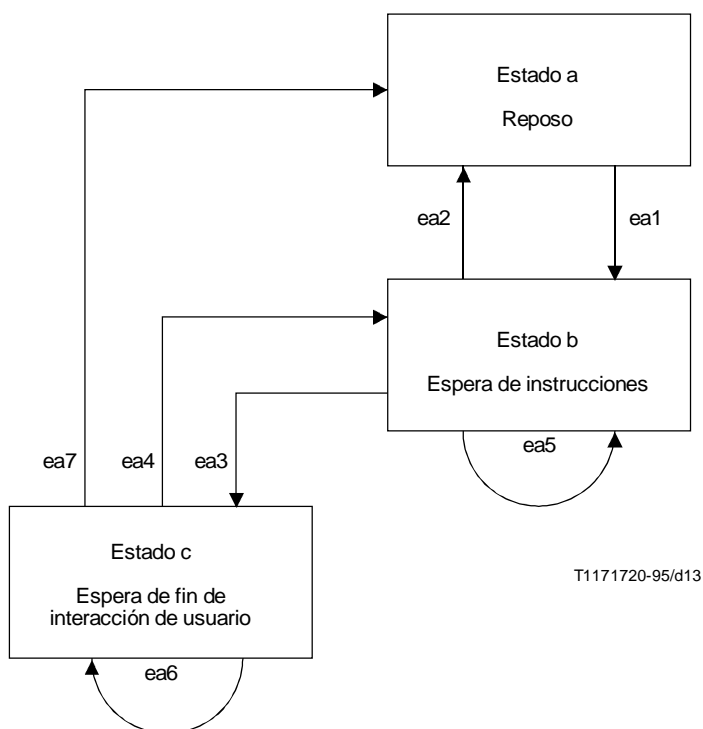 Estado a
Reposo
ea2
ea1
Estado b
Espera de instrucciones
ea7
ea4
ea3
ea5
Estado c
Espera de fin de
interacción de usuario
T1171720-95/d13
ea6